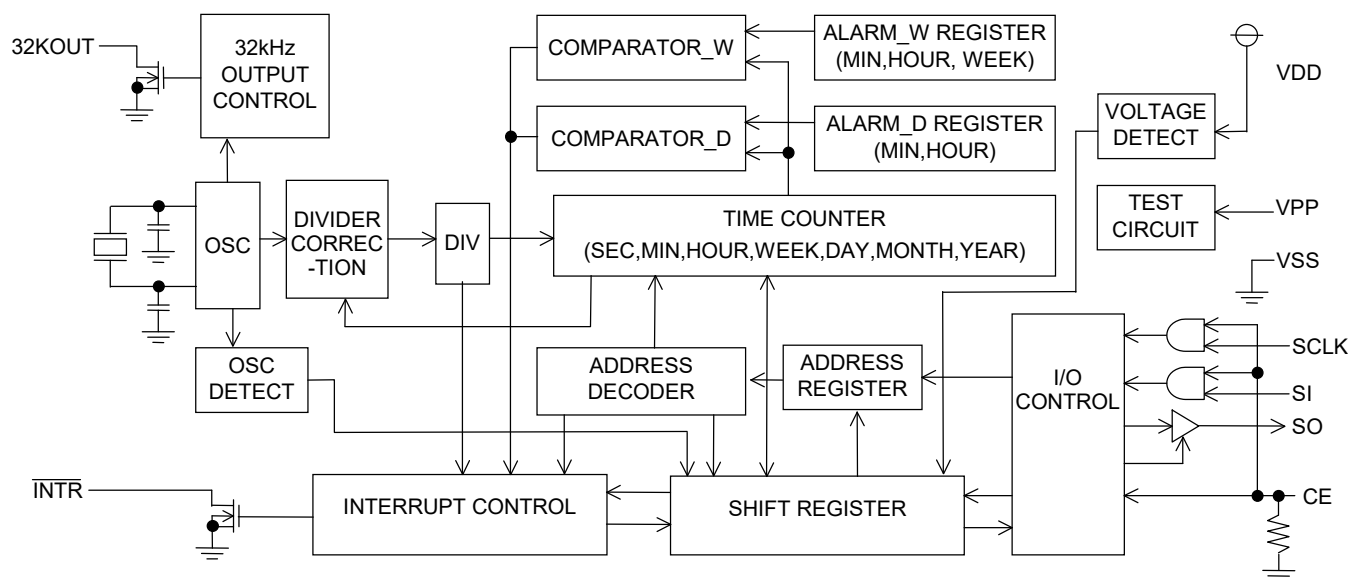 32KOUT
32kHz
OUTPUT
CONTROL
COMPARATOR_W
ALARM_W REGISTER
(MIN,HOUR, WEEK)
VDD
COMPARATOR_D
ALARM_D REGISTER
(MIN,HOUR)
VOLTAGE
DETECT
OSC
DIVIDER
CORREC
-TION
DIV
TIME COUNTER
(SEC,MIN,HOUR,WEEK,DAY,MONTH,YEAR)
TEST
CIRCUIT
VPP
VSS
OSC
DETECT
ADDRESS
DECODER
ADDRESS
REGISTER
I/O
CONTROL
SCLK
SI
SO
INTR
INTERRUPT CONTROL
SHIFT REGISTER
CE